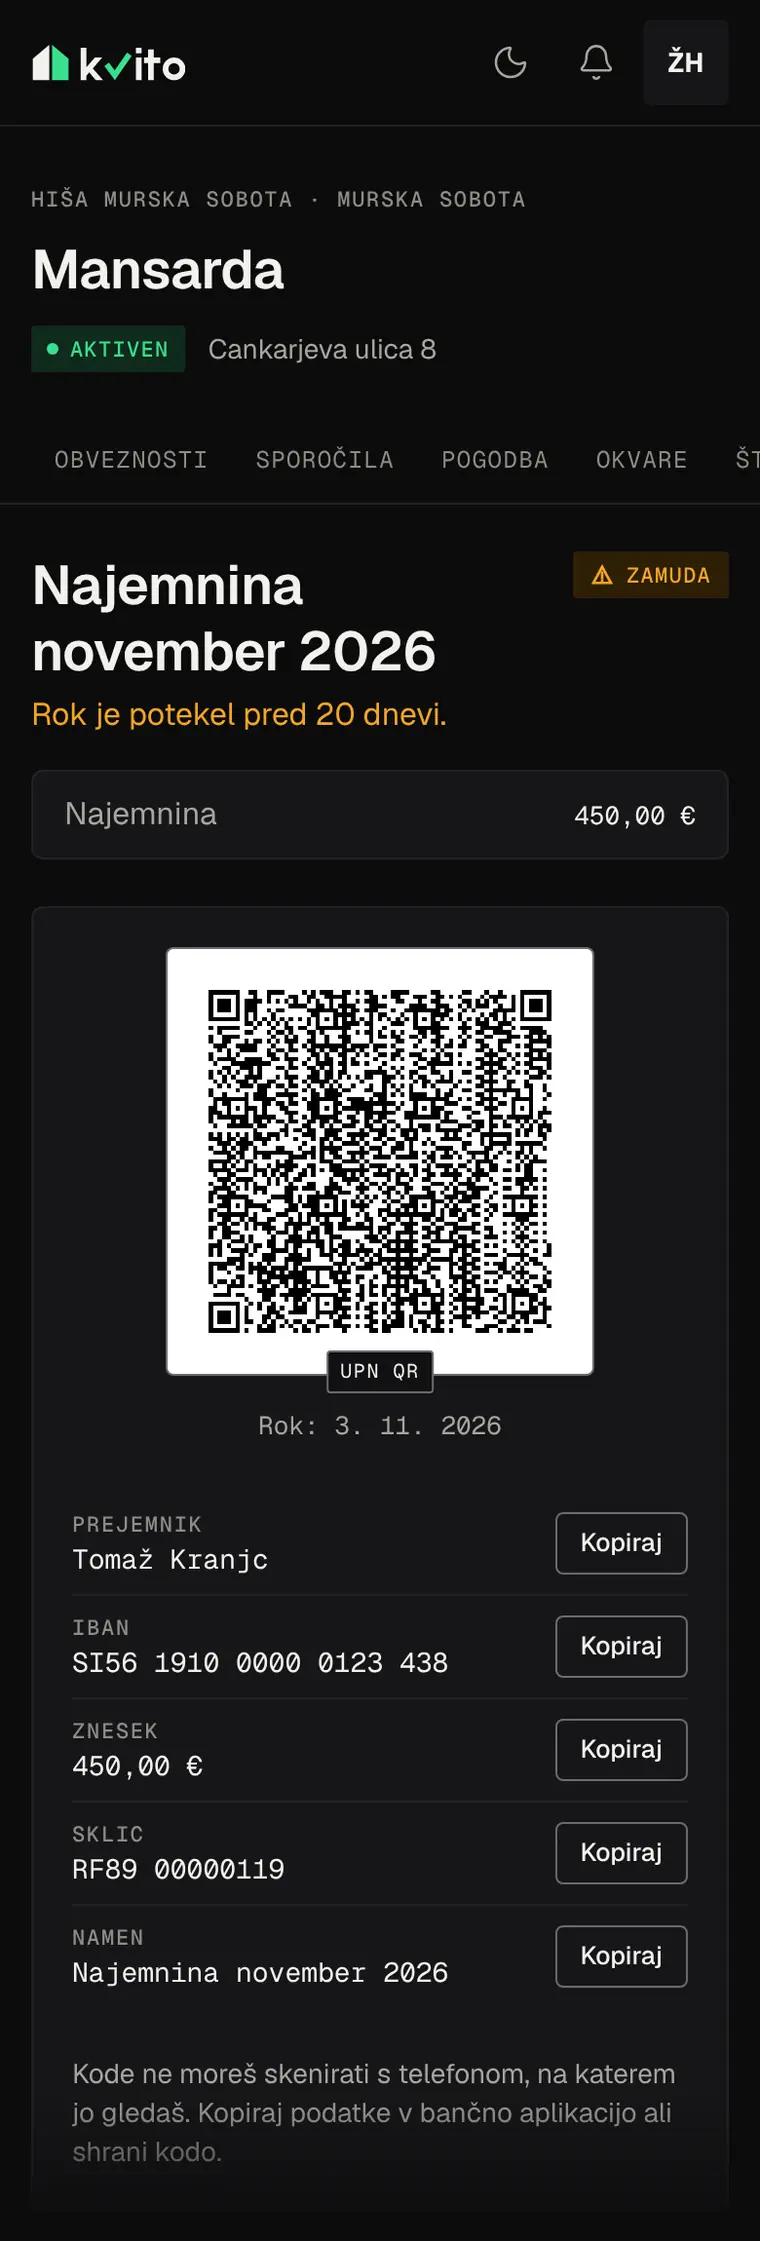 kvito
ŽH
HIŠA MURSKA SOBOTA · MURSKA SOBOTA
Mansarda
AKTIVEN
Cankarjeva ulica 8
OBVEZNOSTI SPOROČILA POGODBA OKVARE ŠT
Najemnina
november 2026
ZAMUDA
Rok je potekel pred 20 dnevi.
Najemnina 450,00 €
UPN QR
Rok: 3. 11. 2026
PREJEMNIK
Tomaž Kranjc
Kopiraj
IBAN
SI56 1910 0000 0123 438
Kopiraj
ZNESEK
450,00 €
Kopiraj
SKLIC
RF89 00000119
Kopiraj
NAMEN
Najemnina november 2026
Kopiraj
Kode ne moreš skenirati s telefonom, na katerem
jo gledaš. Kopiraj podatke v bančno aplikacijo ali
shrani kodo.